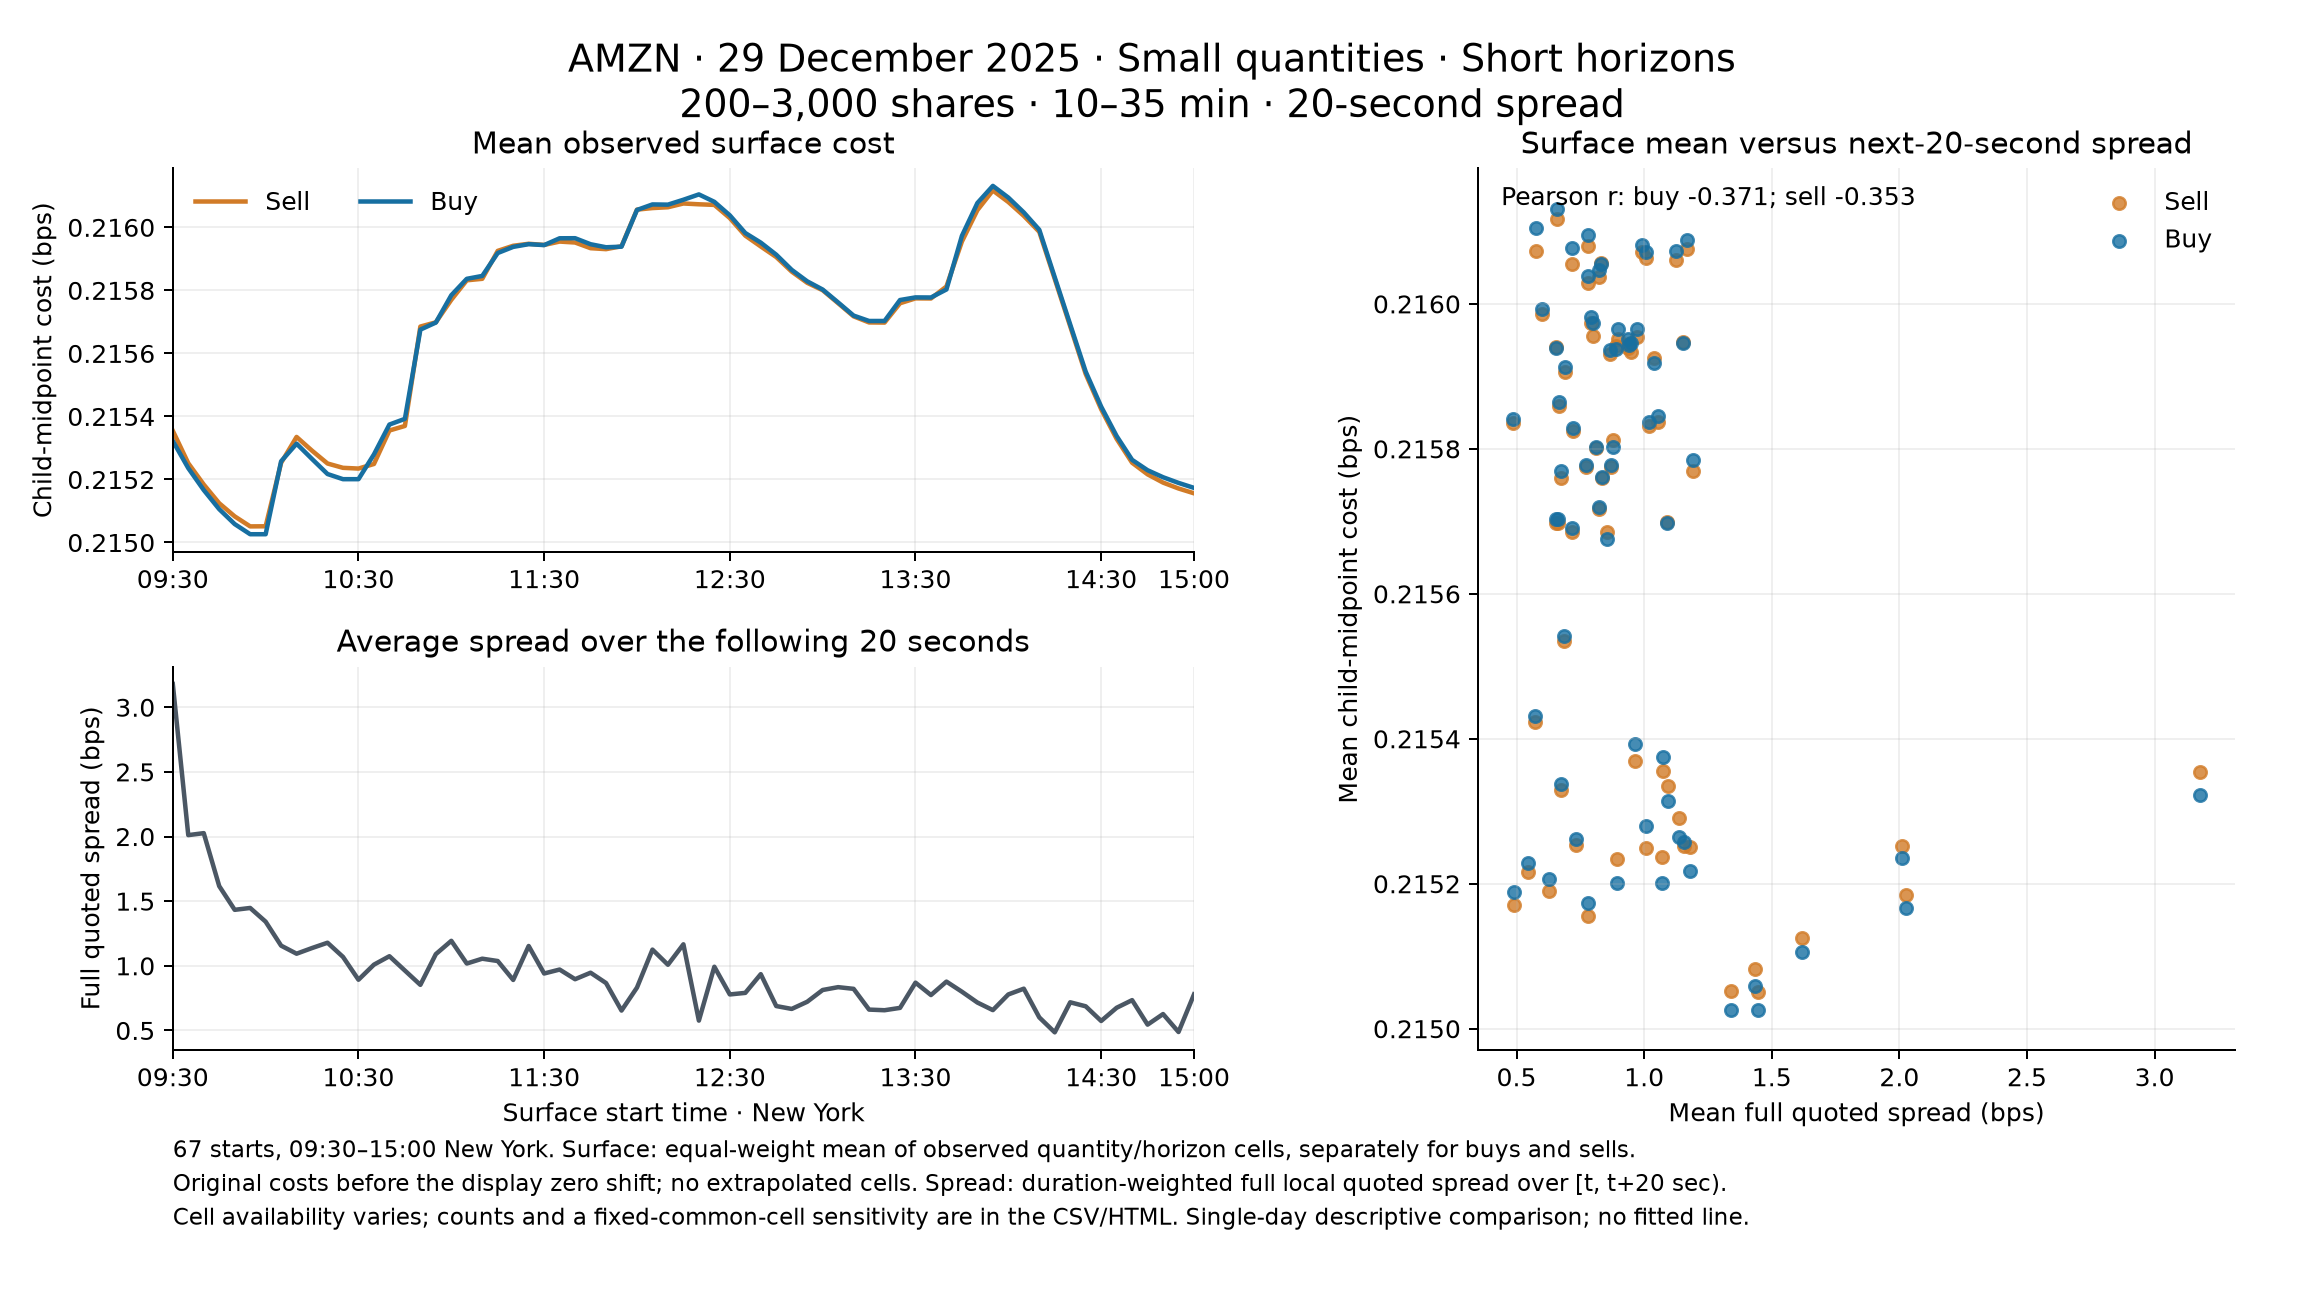 AMZN · 29 December 2025 · Small quantities · Short horizons
200–3,000 shares · 10–35 min · 20-second spread
Mean observed surface cost
Sell
Buy
Child-midpoint cost (bps)
0.2160
0.2158
0.2156
0.2154
0.2152
0.2150
09:30
10:30
11:30
12:30
13:30
14:30
15:00
Average spread over the following 20 seconds
Full quoted spread (bps)
3.0
2.5
2.0
1.5
1.0
0.5
09:30
10:30
11:30
12:30
13:30
14:30
15:00
Surface start time · New York
Surface mean versus next-20-second spread
Pearson r: buy -0.371; sell -0.353
Sell
Buy
Mean child-midpoint cost (bps)
0.2160
0.2158
0.2156
0.2154
0.2152
0.2150
0.5
1.0
1.5
2.0
2.5
3.0
Mean full quoted spread (bps)
67 starts, 09:30–15:00 New York. Surface: equal-weight mean of observed quantity/horizon cells, separately for buys and sells.
Original costs before the display zero shift; no extrapolated cells. Spread: duration-weighted full local quoted spread over [t, t+20 sec).
Cell availability varies; counts and a fixed-common-cell sensitivity are in the CSV/HTML. Single-day descriptive comparison; no fitted line.